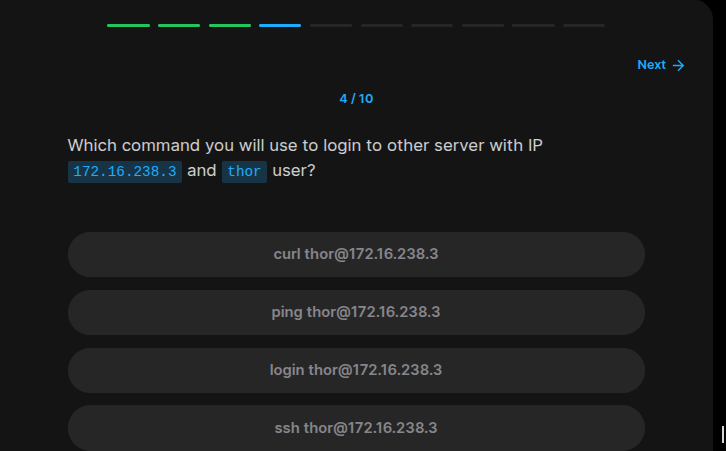 Next →
4 / 10
Which command you will use to login to other server with IP
172.16.238.3 and thor user?
curl thor@172.16.238.3
ping thor@172.16.238.3
login thor@172.16.238.3
ssh thor@172.16.238.3